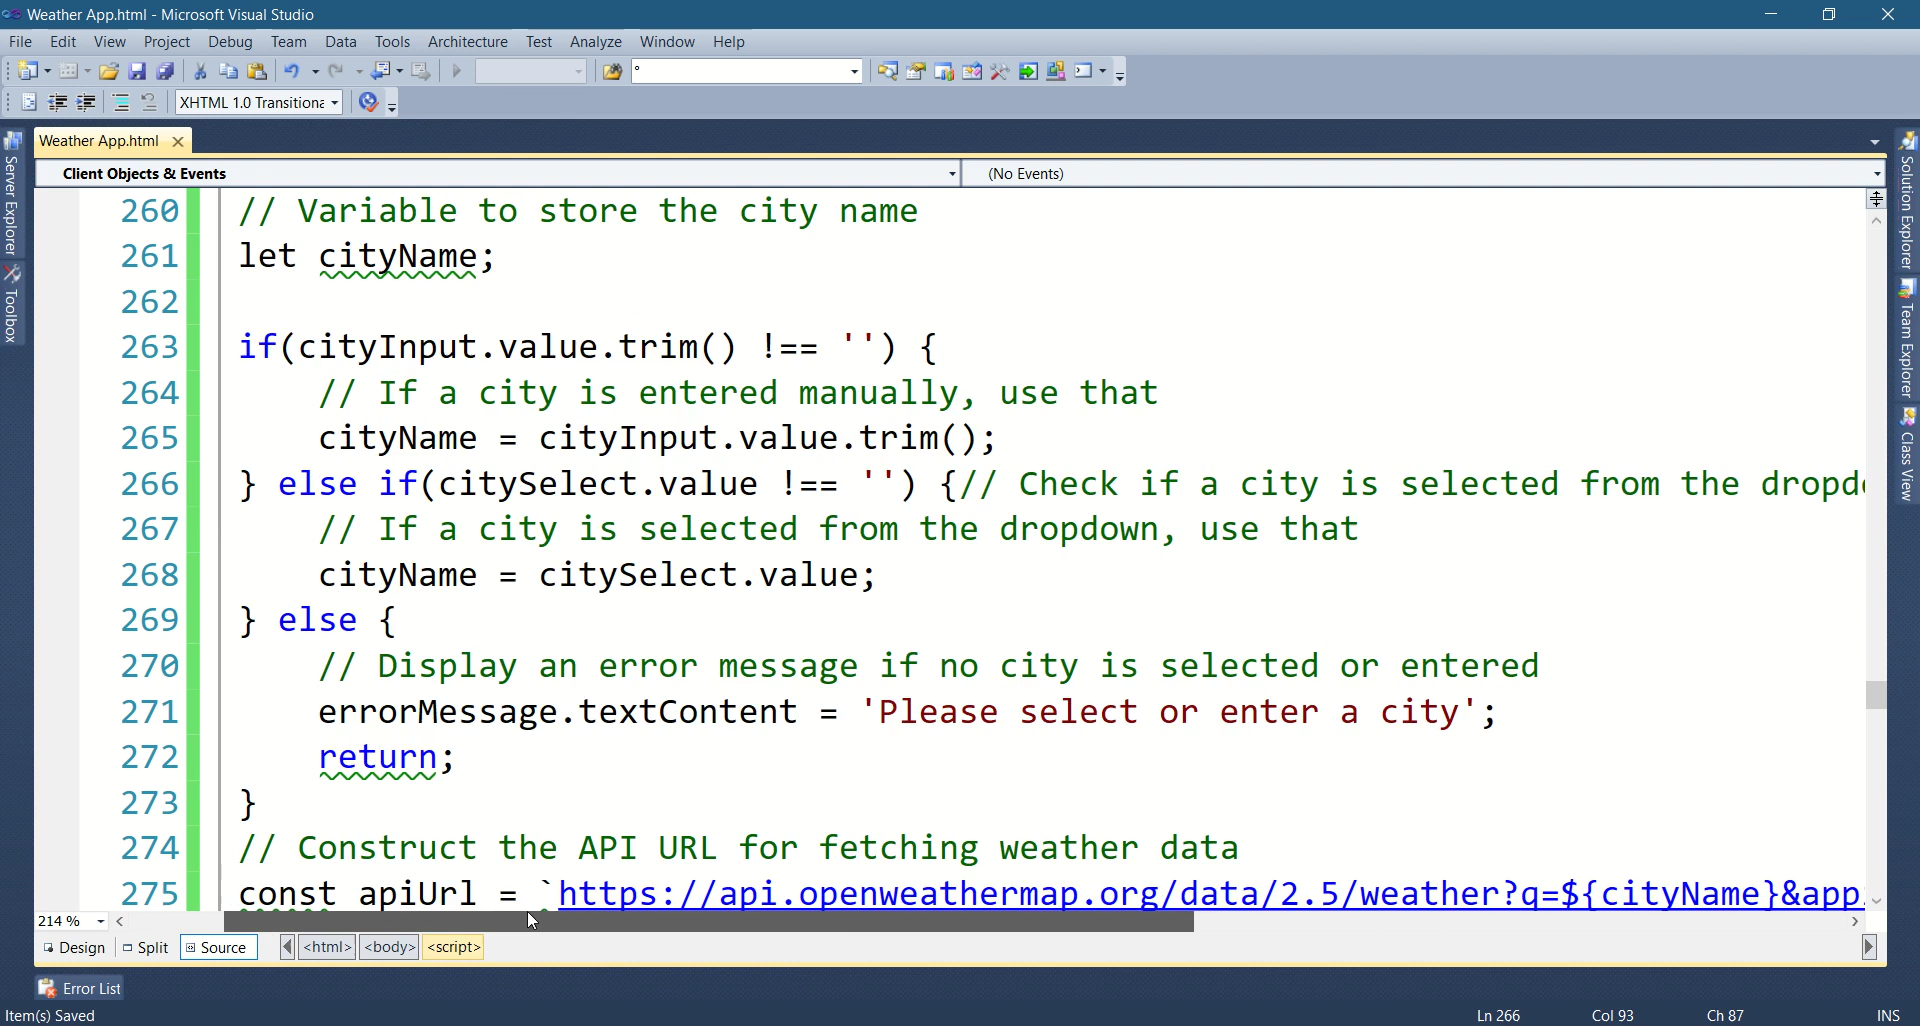 Weather App.html - Microsoft Visual Studio
File Edit View Project Debug Team Data Tools Architecture Test Analyze Window Help
XHTML 1.0 Transitiona
Server Explorer
Toolbox
Solution Explorer
Team Explorer
Class View
Weather App.html
Client Objects & Events (No Events)
260 // Variable to store the city name
261 let cityName;
262
263 if(cityInput.value.trim() !== '') {
264 // If a city is entered manually, use that
265 cityName = cityInput.value.trim();
266 } else if(citySelect.value !== '') {// Check if a city is selected from the dropd
267 // If a city is selected from the dropdown, use that
268 cityName = citySelect.value;
269 } else {
270 // Display an error message if no city is selected or entered
271 errorMessage.textContent = 'Please select or enter a city';
272 return;
273 }
274 // Construct the API URL for fetching weather data
275 const apiUrl = `https://api.openweathermap.org/data/2.5/weather?q=${cityName}&app
214 %
Design Split Source <html> <body> <script>
Error List
Item(s) Saved Ln 266 Col 93 Ch 87 INS